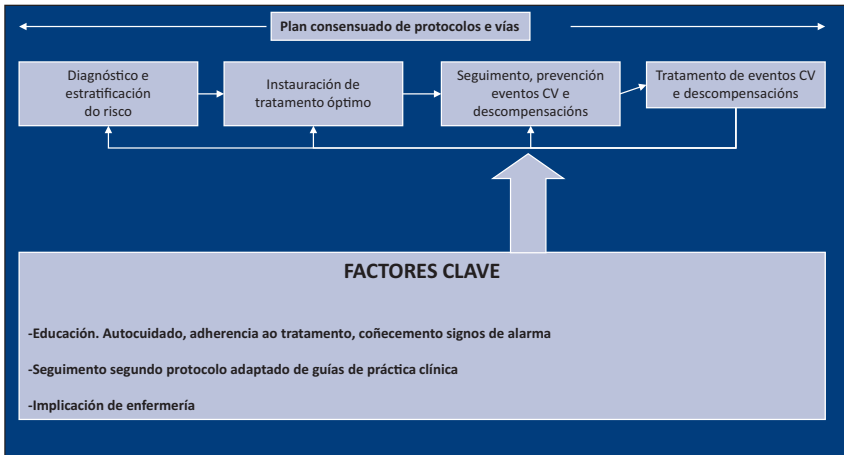 Plan consensuado de protocolos e vías
Diagnóstico e
estratificación
do risco
Instauración de
tratamento óptimo
Seguimento, prevención
eventos CV e
descompensacións
Tratamento de eventos CV
e descompensacións
FACTORES CLAVE
-Educación. Autocuidado, adherencia ao tratamento, coñecemento signos de alarma
-Seguimento segundo protocolo adaptado de guías de práctica clínica
-Implicación de enfermería